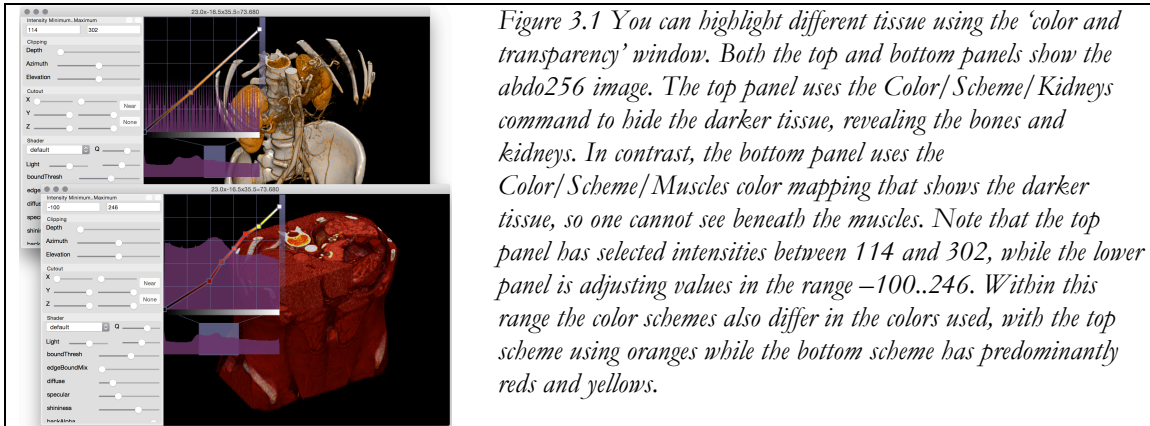 23.0x-16.5x35.5=73.680
Intensity Minimum..Maximum
114 302
Clipping
Depth
Azimuth
Elevation
Cutout
X
Near
Y
None
Z
Shader
default Q
Light
boundThresh
23.0x-16.5x35.5=73.680
Intensity Minimum..Maximum
-100 246
Clipping
Depth
Azimuth
Elevation
Cutout
X
Near
Y
None
Z
Shader
default Q
Light
boundThresh
edgeBoundMix
diffuse
specular
shininess
Figure 3.1 You can highlight different tissue using the ‘color and
transparency’ window. Both the top and bottom panels show the
abdo256 image. The top panel uses the Color/Scheme/Kidneys
command to hide the darker tissue, revealing the bones and
kidneys. In contrast, the bottom panel uses the
Color/Scheme/Muscles color mapping that shows the darker
tissue, so one cannot see beneath the muscles. Note that the top
panel has selected intensities between 114 and 302, while the lower
panel is adjusting values in the range –100..246. Within this
range the color schemes also differ in the colors used, with the top
scheme using oranges while the bottom scheme has predominantly
reds and yellows.